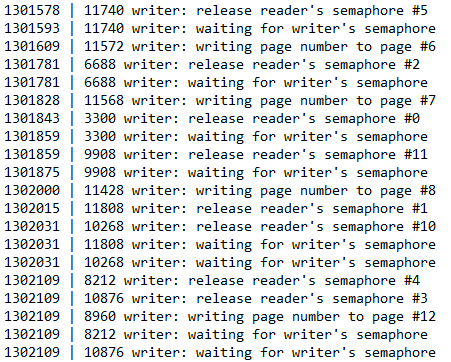 1301578 | 11740 writer: release reader's semaphore #5
1301593 | 11740 writer: waiting for writer's semaphore
1301609 | 11572 writer: writing page number to page #6
1301781 | 6688 writer: release reader's semaphore #2
1301781 | 6688 writer: waiting for writer's semaphore
1301828 | 11568 writer: writing page number to page #7
1301843 | 3300 writer: release reader's semaphore #0
1301859 | 3300 writer: waiting for writer's semaphore
1301859 | 9908 writer: release reader's semaphore #11
1301875 | 9908 writer: waiting for writer's semaphore
1302000 | 11428 writer: writing page number to page #8
1302015 | 11808 writer: release reader's semaphore #1
1302031 | 10268 writer: release reader's semaphore #10
1302031 | 11808 writer: waiting for writer's semaphore
1302031 | 10268 writer: waiting for writer's semaphore
1302109 | 8212 writer: release reader's semaphore #4
1302109 | 10876 writer: release reader's semaphore #3
1302109 | 8960 writer: writing page number to page #12
1302109 | 8212 writer: waiting for writer's semaphore
1302109 | 10876 writer: waiting for writer's semaphore